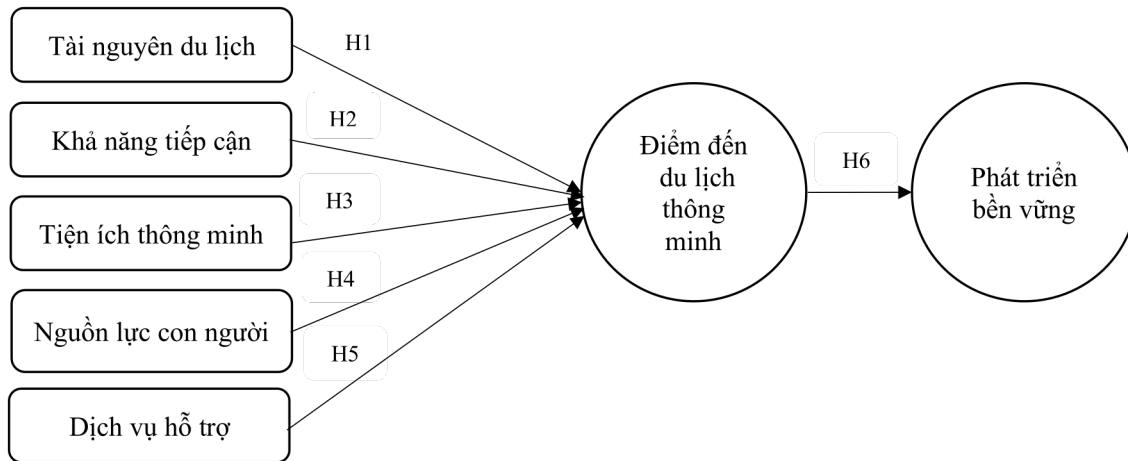 Tài nguyên du lịch
H1
Khả năng tiếp cận
H2
Tiện ích thông minh
H3
Nguồn lực con người
H4
Dịch vụ hỗ trợ
H5
Điểm đến
du lịch
thông
minh
H6
Phát triển
bền vững